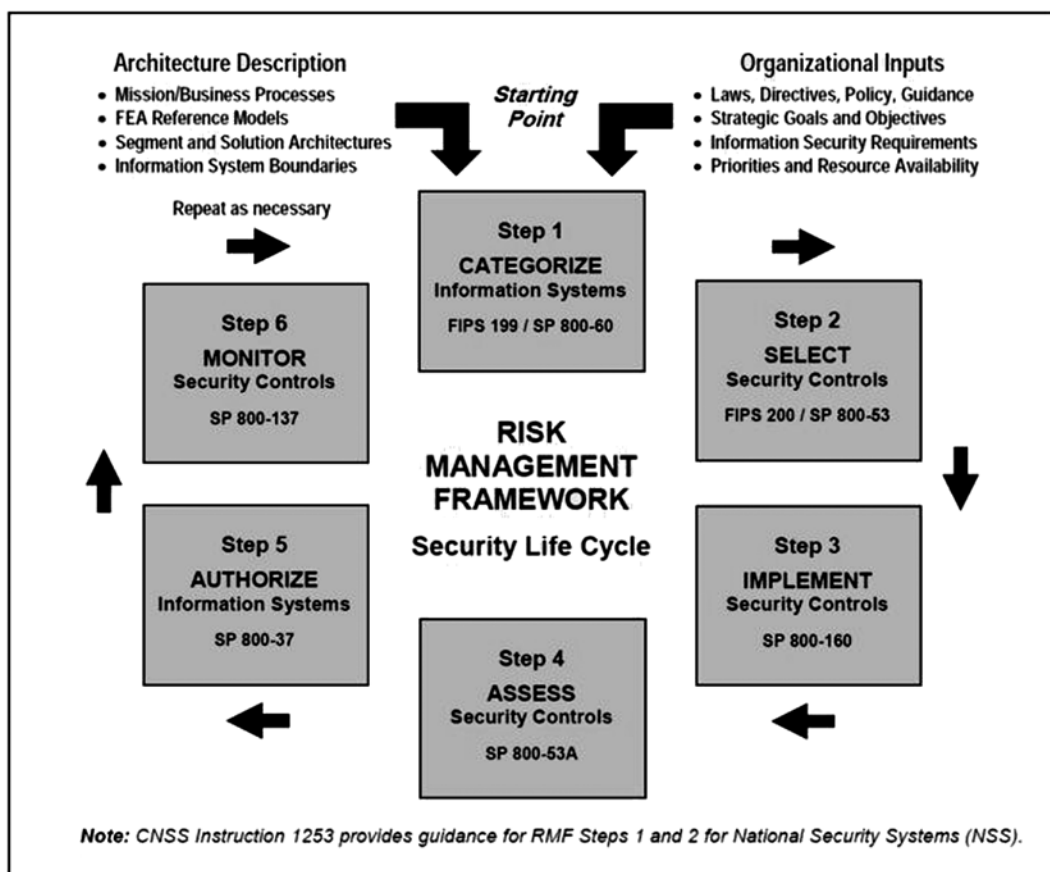 Architecture Description
• Mission/Business Processes
• FEA Reference Models
• Segment and Solution Architectures
• Information System Boundaries
Starting
Point
Organizational Inputs
• Laws, Directives, Policy, Guidance
• Strategic Goals and Objectives
• Information Security Requirements
• Priorities and Resource Availability
Repeat as necessary
Step 1
CATEGORIZE
Information Systems
FIPS 199 / SP 800-60
Step 2
SELECT
Security Controls
FIPS 200 / SP 800-53
Step 3
IMPLEMENT
Security Controls
SP 800-160
Step 4
ASSESS
Security Controls
SP 800-53A
Step 5
AUTHORIZE
Information Systems
SP 800-37
Step 6
MONITOR
Security Controls
SP 800-137
RISK
MANAGEMENT
FRAMEWORK
Security Life Cycle
Note: CNSS Instruction 1253 provides guidance for RMF Steps 1 and 2 for National Security Systems (NSS).